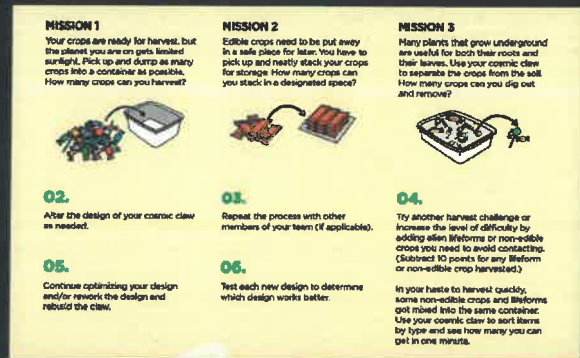 MISSION 1
Your crops are ready for harvest, but
the planet you are on gets limited
sunlight. Pick up and dump as many
crops into a container as possible.
How many crops can you harvest?
MISSION 2
Edible crops need to be put away
in a safe place for later. You have to
pick up and neatly stack your crops
for storage. How many crops can
you stack in a designated space?
MISSION 3
Many plants that grow underground
are useful for both their roots and
their leaves. Use your cosmic claw
to separate the crops from the soil.
How many crops can you dig out
and remove?
02.
Alter the design of your cosmic claw
as needed.
03.
Repeat the process with other
members of your team (if applicable).
04.
Try another harvest challenge or
increase the level of difficulty by
adding alien lifeforms or non-edible
crops you need to avoid contacting.
(Subtract 10 points for any lifeform
or non-edible crop harvested.)
In your haste to harvest quickly,
some non-edible crops and lifeforms
got mixed into the same container.
Use your cosmic claw to sort items
by type and see how many you can
get in one minute.
05.
Continue optimizing your design
and/or rework the design and
rebuild the claw.
06.
Test each new design to determine
which design works better.